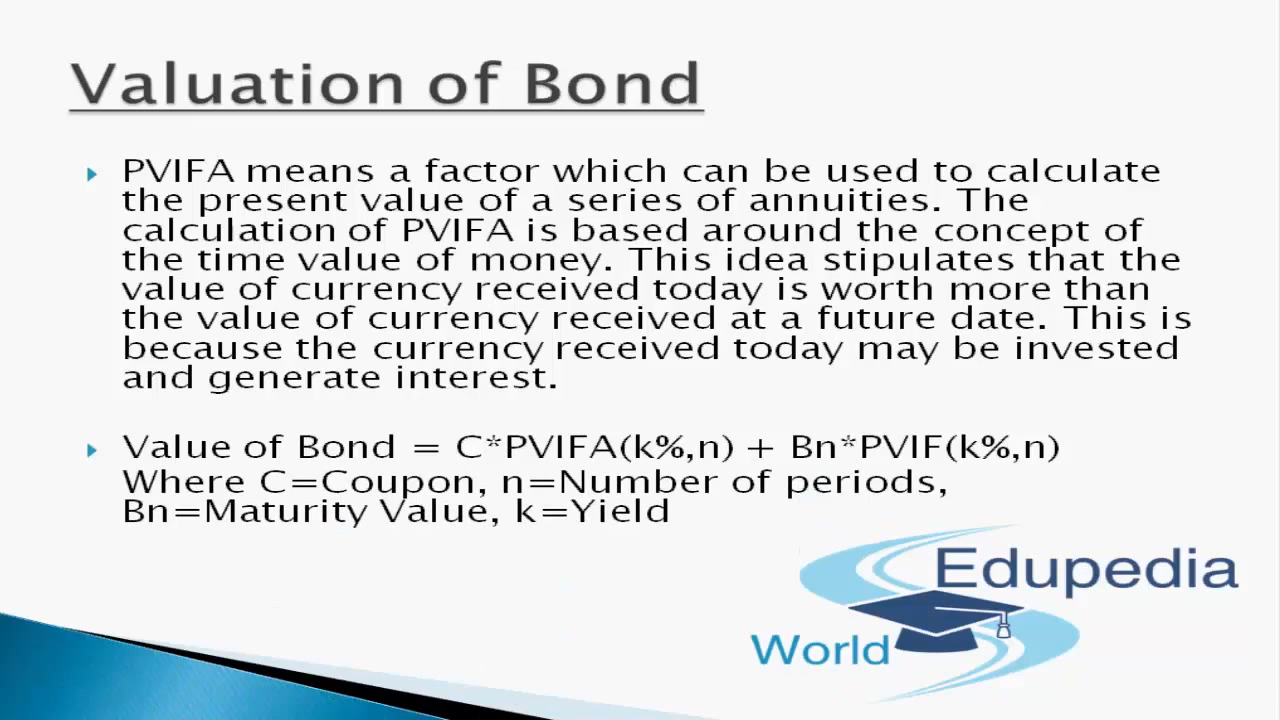 Valuation of Bond
PVIFA means a factor which can be used to calculate
the present value of a series of annuities. The
calculation of PVIFA is based around the concept of
the time value of money. This idea stipulates that the
value of currency received today is worth more than
the value of currency received at a future date. This is
because the currency received today may be invested
and generate interest.
Value of Bond = C*PVIFA(k%,n) + Bn*PVIF(k%,n)
Where C=Coupon, n=Number of periods,
Bn=Maturity Value, k=Yield
Edupedia
World